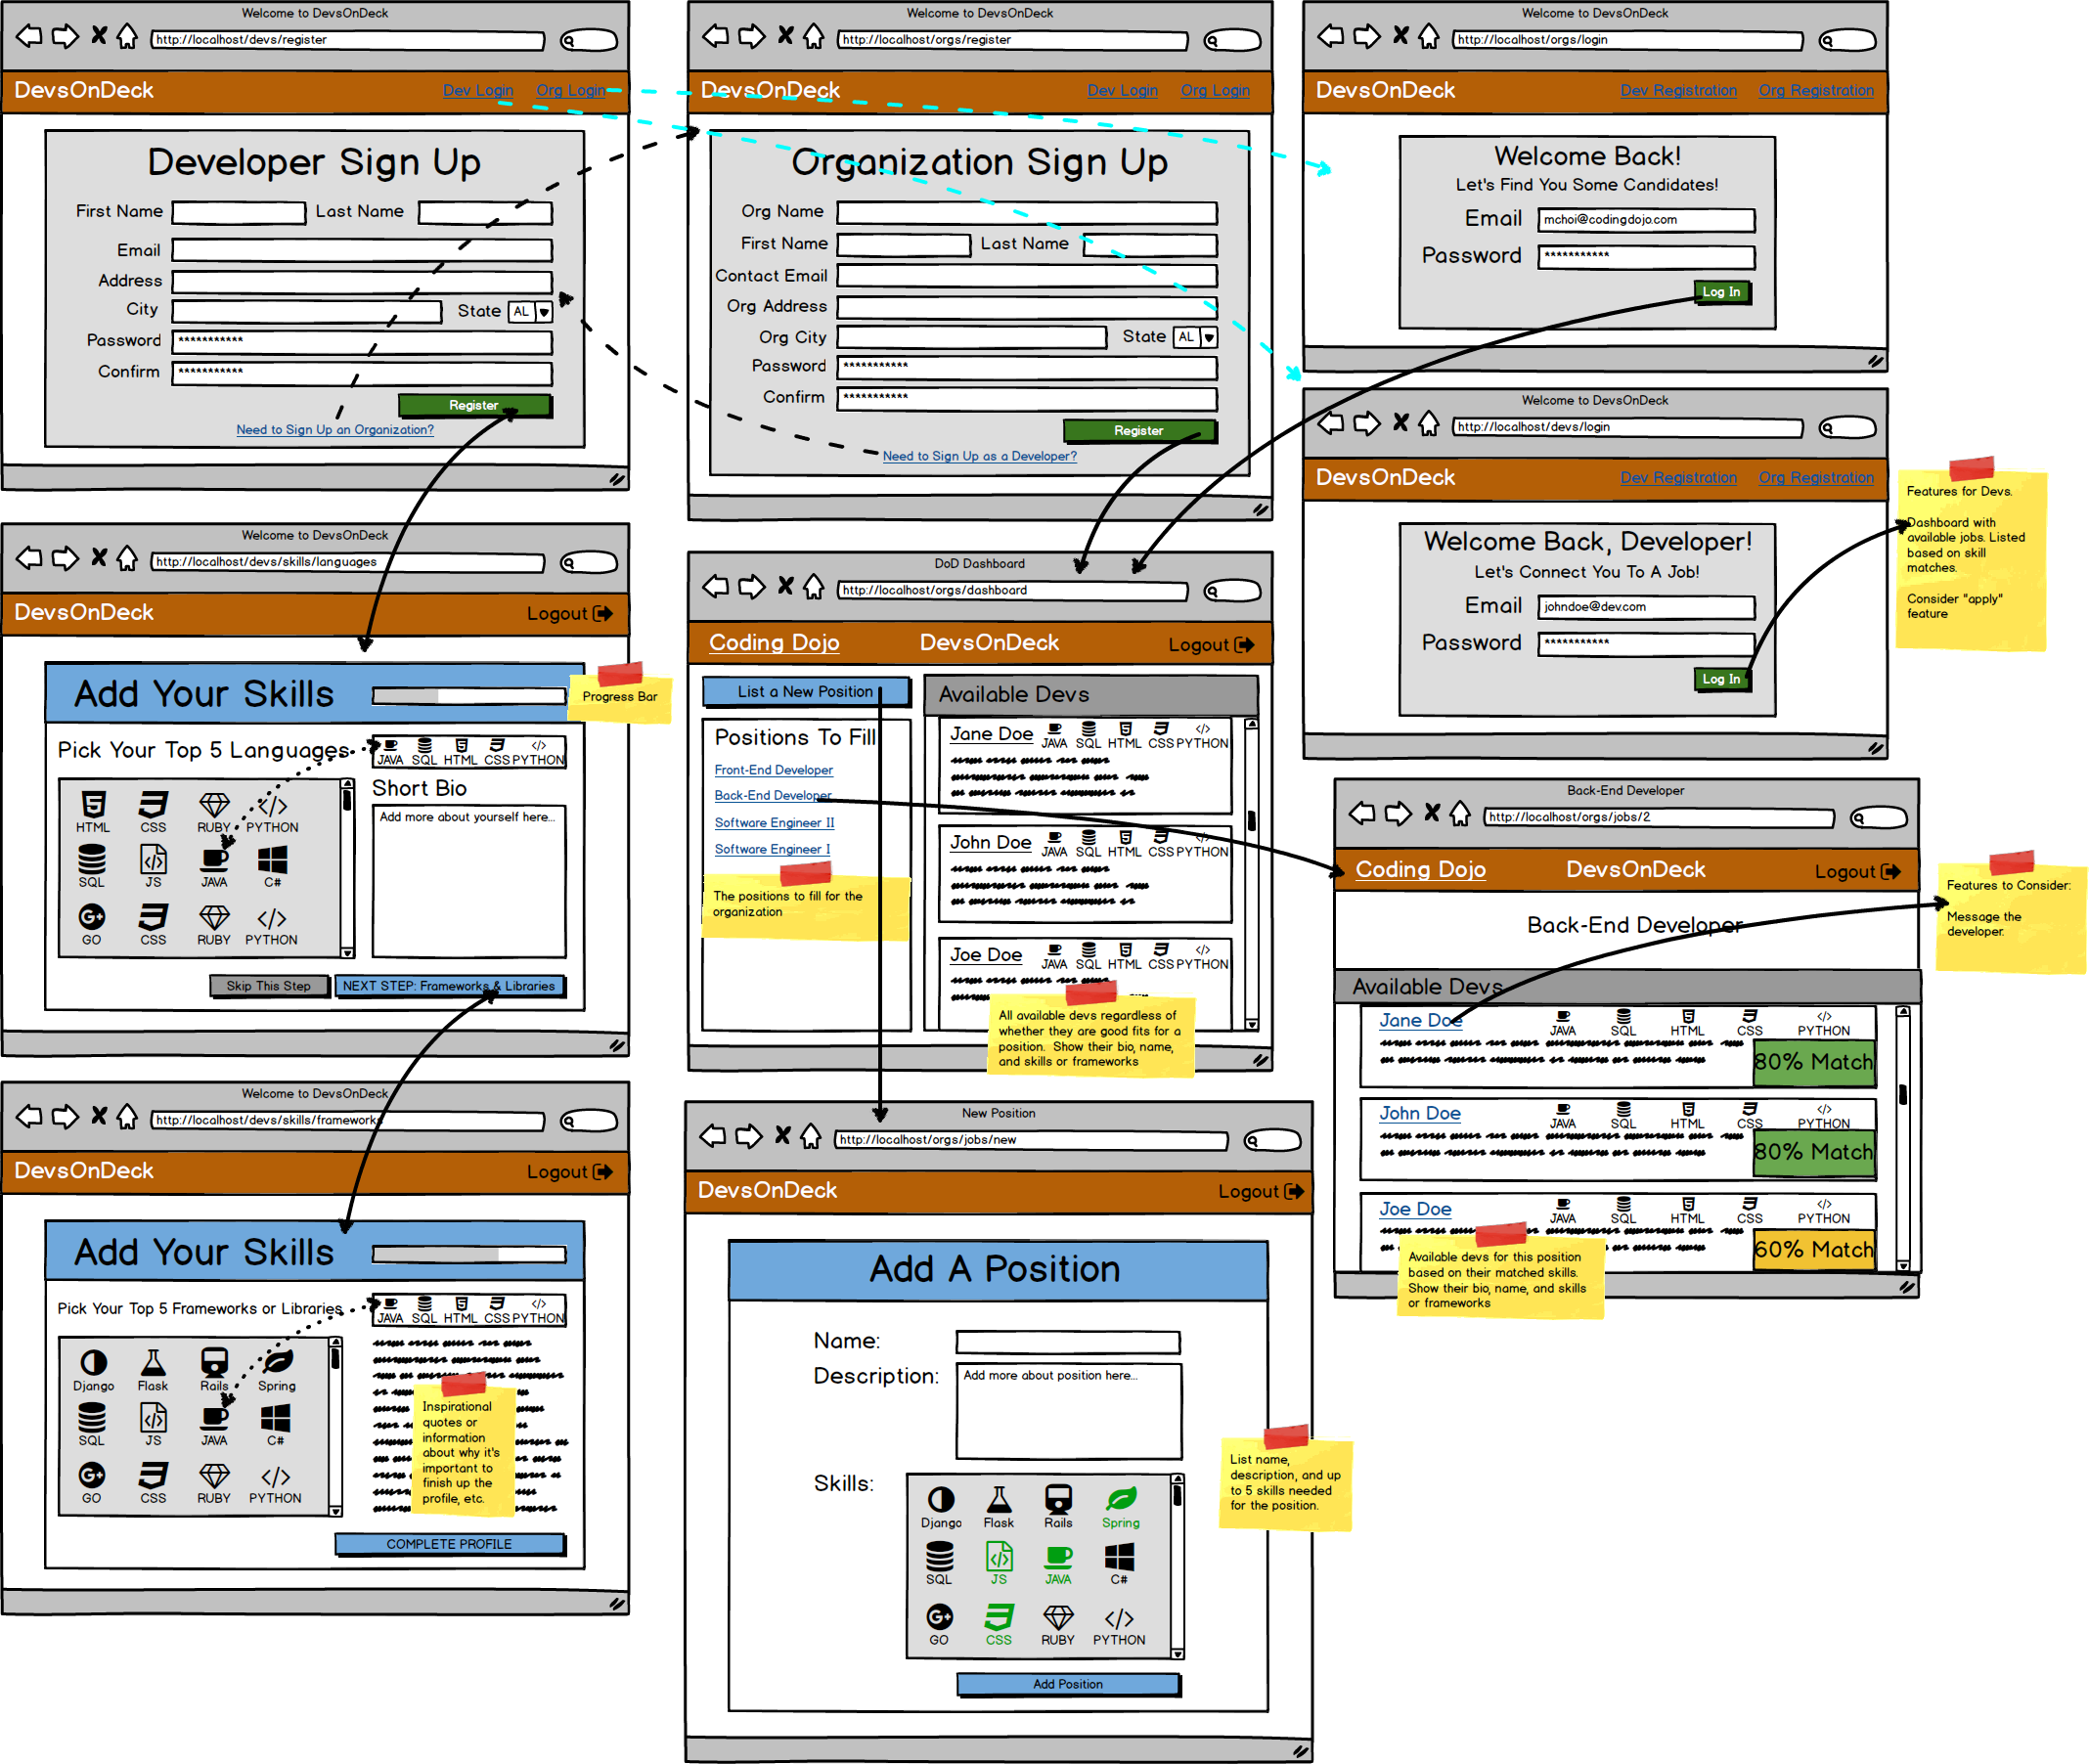 Welcome to DevsOnDeck
http://localhost/devs/register
DevsOnDeck
Dev Login
Org Login
Developer Sign Up
First Name
Last Name
Email
Address
City
State
AL
Password
***********
Confirm
***********
Register
Need to Sign Up an Organization?
Welcome to DevsOnDeck
http://localhost/orgs/register
DevsOnDeck
Dev Login
Org Login
Organization Sign Up
Org Name
First Name
Last Name
Contact Email
Org Address
Org City
State
AL
Password
***********
Confirm
***********
Register
Need to Sign Up as a Developer?
Welcome to DevsOnDeck
http://localhost/orgs/login
DevsOnDeck
Dev Registration
Org Registration
Welcome Back!
Let's Find You Some Candidates!
Email
mchoi@codingdojo.com
Password
***********
Log In
Welcome to DevsOnDeck
http://localhost/devs/login
DevsOnDeck
Dev Registration
Org Registration
Welcome Back, Developer!
Let's Connect You To A Job!
Email
johndoe@dev.com
Password
***********
Log In
Features for Devs.
Dashboard with
available jobs. Listed
based on skill
matches.
Consider "apply"
feature
Welcome to DevsOnDeck
http://localhost/devs/skills/languages
DevsOnDeck
Logout
Add Your Skills
Progress Bar
Pick Your Top 5 Languages
JAVA SQL HTML CSS PYTHON
Short Bio
Add more about yourself here...
HTML CSS RUBY PYTHON
SQL JS JAVA C#
GO CSS RUBY PYTHON
Skip This Step
NEXT STEP: Frameworks & Libraries
DoD Dashboard
http://localhost/orgs/dashboard
Coding Dojo
DevsOnDeck
Logout
List a New Position
Positions To Fill
Front-End Developer
Back-End Developer
Software Engineer II
Software Engineer I
The positions to fill for the
organization
Available Devs
Jane Doe
JAVA SQL HTML CSS PYTHON
John Doe
JAVA SQL HTML CSS PYTHON
Joe Doe
JAVA SQL HTML CSS PYTHON
All available devs regardless of
whether they are good fits for a
position. Show their bio, name,
and skills or frameworks
Back-End Developer
http://localhost/orgs/jobs/2
Coding Dojo
DevsOnDeck
Logout
Back-End Developer
Features to Consider:
Message the
developer.
Available Devs
Jane Doe
JAVA SQL HTML CSS PYTHON
80% Match
John Doe
JAVA SQL HTML CSS PYTHON
80% Match
Joe Doe
JAVA SQL HTML CSS PYTHON
60% Match
Available devs for this position
based on their matched skills.
Show their bio, name, and skills
or frameworks
Welcome to DevsOnDeck
http://localhost/devs/skills/frameworks
DevsOnDeck
Logout
Add Your Skills
Pick Your Top 5 Frameworks or Libraries
JAVA SQL HTML CSS PYTHON
Django Flask Rails Spring
SQL JS JAVA C#
GO CSS RUBY PYTHON
Inspirational
quotes or
information
about why it's
important to
finish up the
profile, etc.
COMPLETE PROFILE
New Position
http://localhost/orgs/jobs/new
DevsOnDeck
Logout
Add A Position
Name:
Description:
Add more about position here...
Skills:
Django Flask Rails Spring
SQL JS JAVA C#
GO CSS RUBY PYTHON
Add Position
List name,
description, and up
to 5 skills needed
for the position.